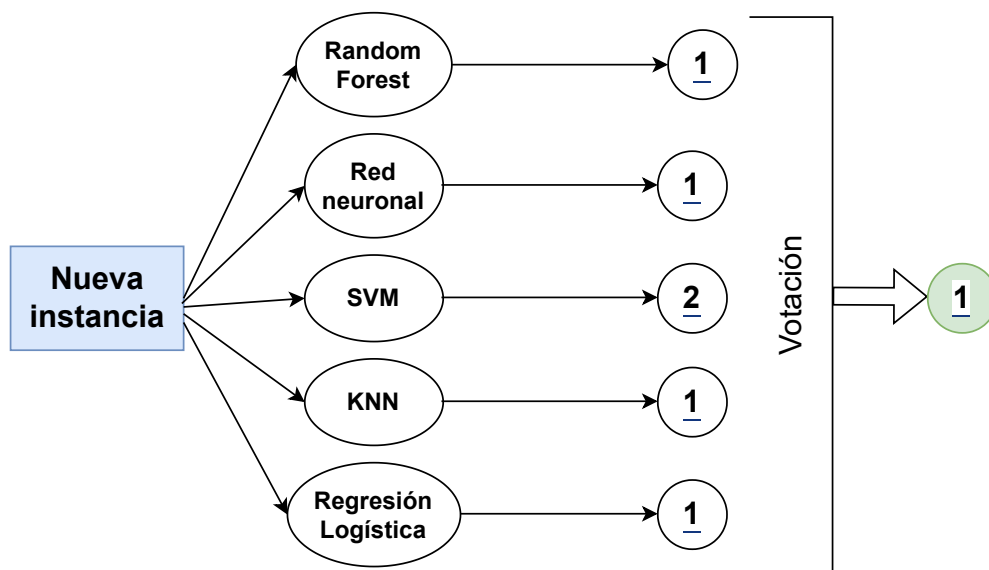 Random
Forest
1
Red
neuronal
1
Nueva
instancia
SVM
2
Votación
1
KNN
1
Regresión
Logística
1